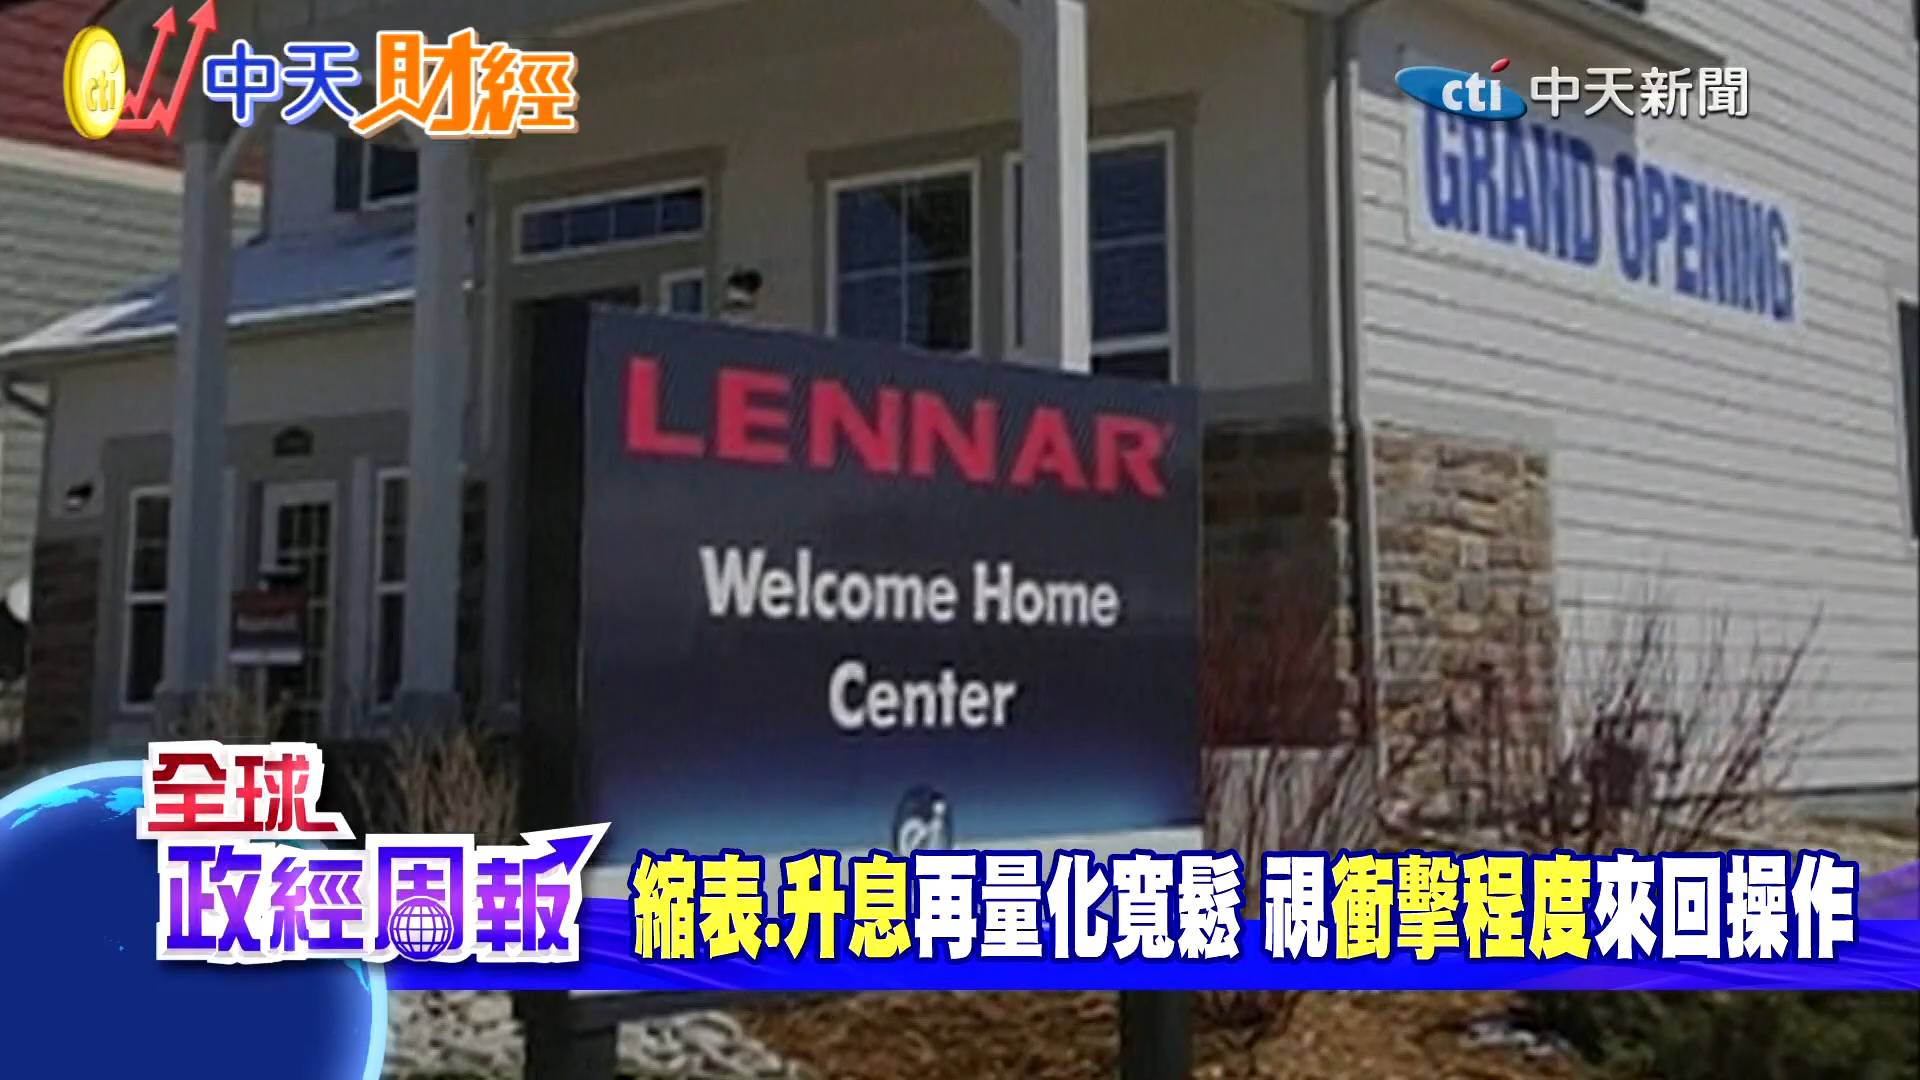 cti 中天財經
cti 中天新聞
GRAND OPENING
LENNAR
Welcome Home
Center
全球
政經周報
縮表.升息再量化寬鬆 視衝擊程度來回操作